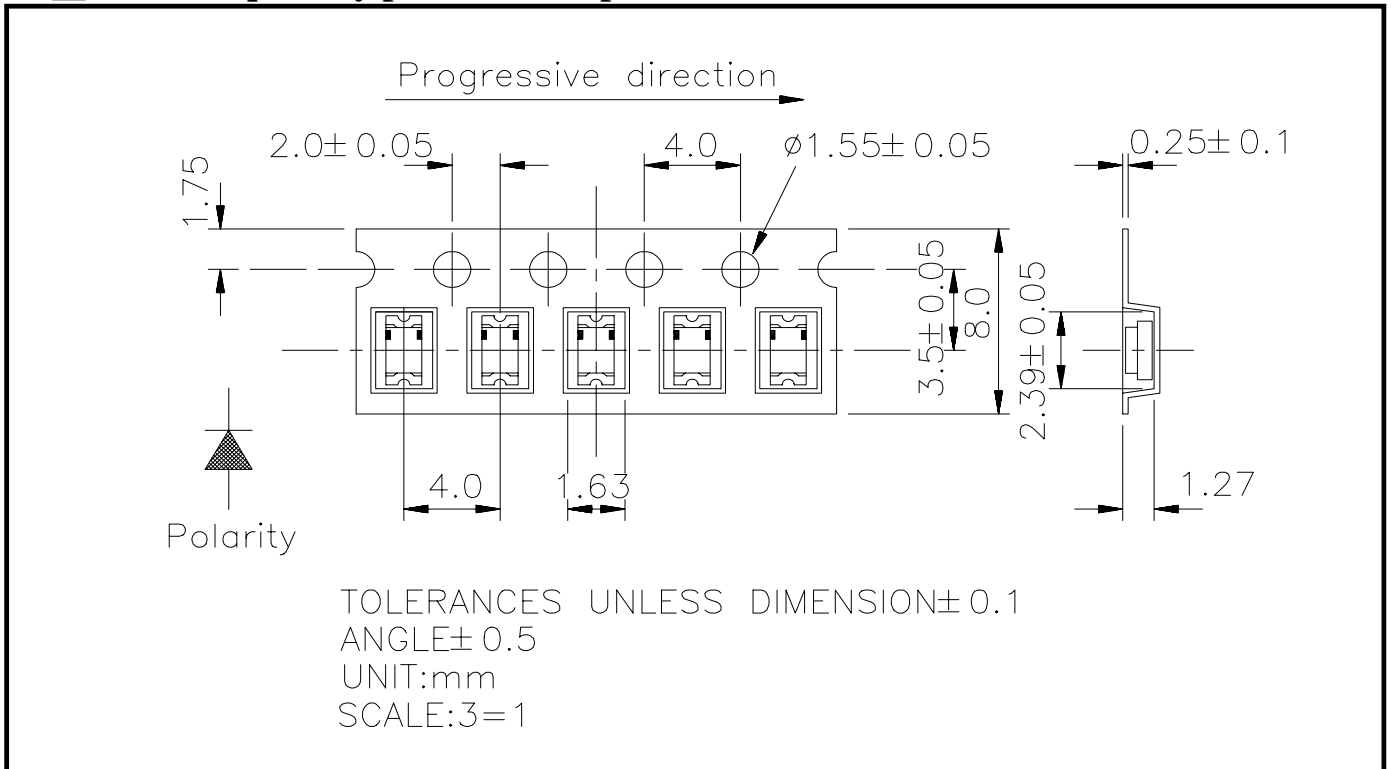 Progressive direction
2.0±0.05
4.0
ø1.55±0.05
0.25±0.1
1.75
3.5±0.05
8.0
2.39±0.05
4.0
1.63
1.27
Polarity
TOLERANCES UNLESS DIMENSION±0.1
ANGLE±0.5
UNIT:mm
SCALE:3=1